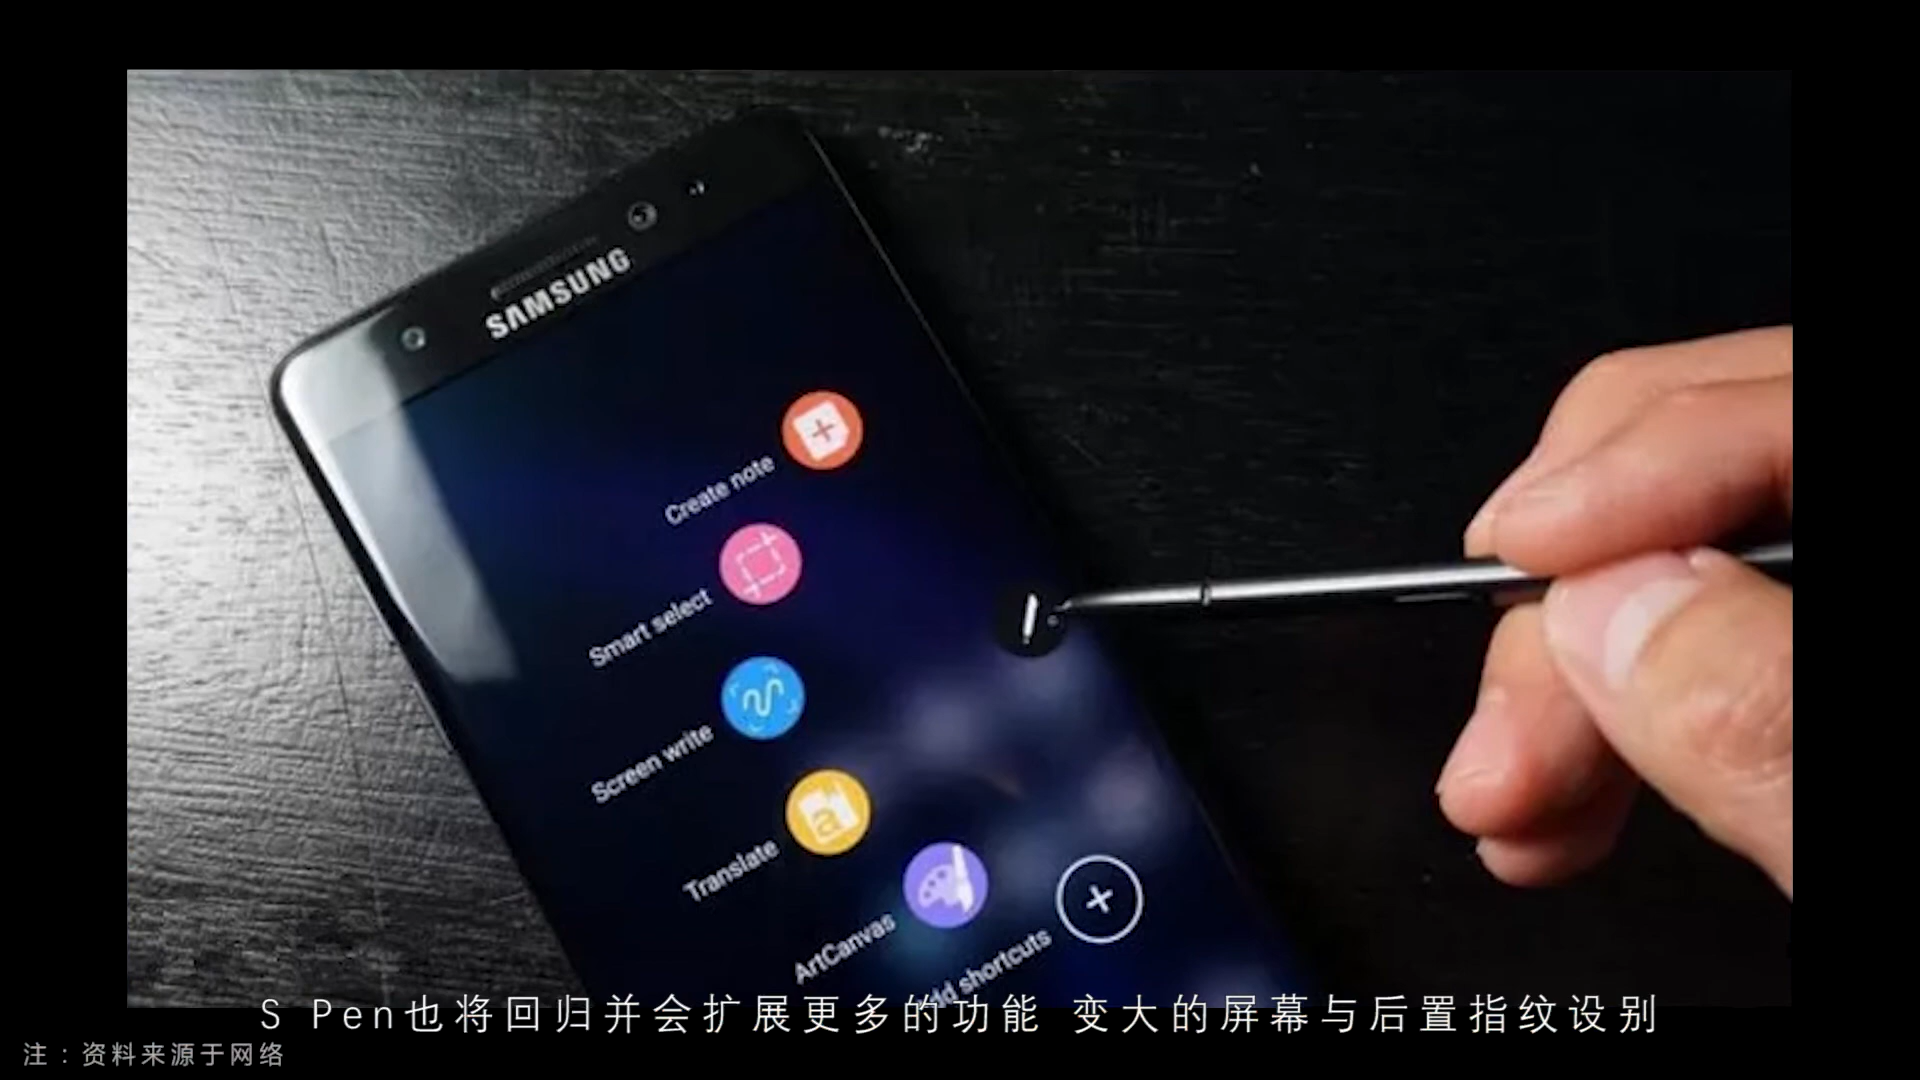 SAMSUNG
Create note
Smart select
Screen write
Translate
ArtCanvas
Add shortcuts
S Pen也将回归并会扩展更多的功能 变大的屏幕与后置指纹设别
注：资料来源于网络